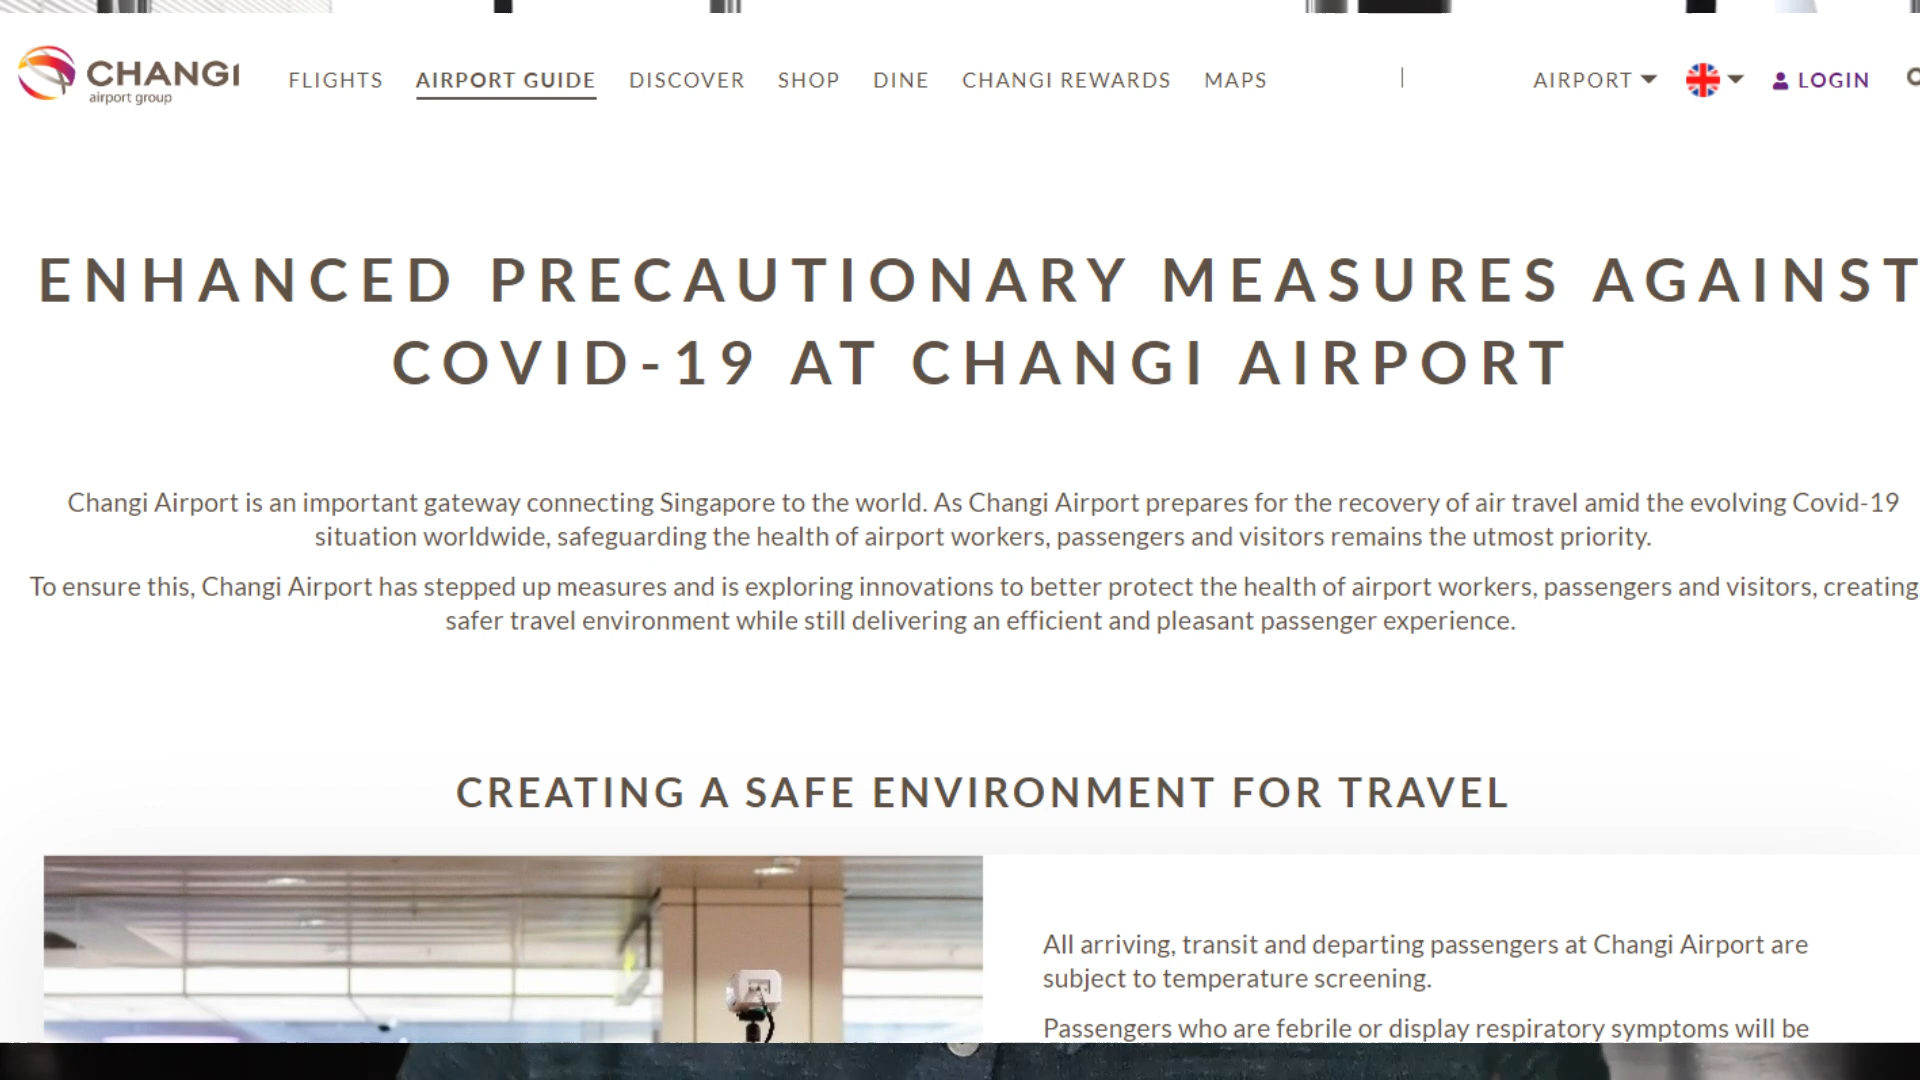 CHANGI
airport group
FLIGHTS AIRPORT GUIDE DISCOVER SHOP DINE CHANGI REWARDS MAPS AIRPORT LOGIN
ENHANCED PRECAUTIONARY MEASURES AGAINST
COVID-19 AT CHANGI AIRPORT
Changi Airport is an important gateway connecting Singapore to the world. As Changi Airport prepares for the recovery of air travel amid the evolving Covid-19
situation worldwide, safeguarding the health of airport workers, passengers and visitors remains the utmost priority.
To ensure this, Changi Airport has stepped up measures and is exploring innovations to better protect the health of airport workers, passengers and visitors, creating
safer travel environment while still delivering an efficient and pleasant passenger experience.
CREATING A SAFE ENVIRONMENT FOR TRAVEL
All arriving, transit and departing passengers at Changi Airport are
subject to temperature screening.
Passengers who are febrile or display respiratory symptoms will be